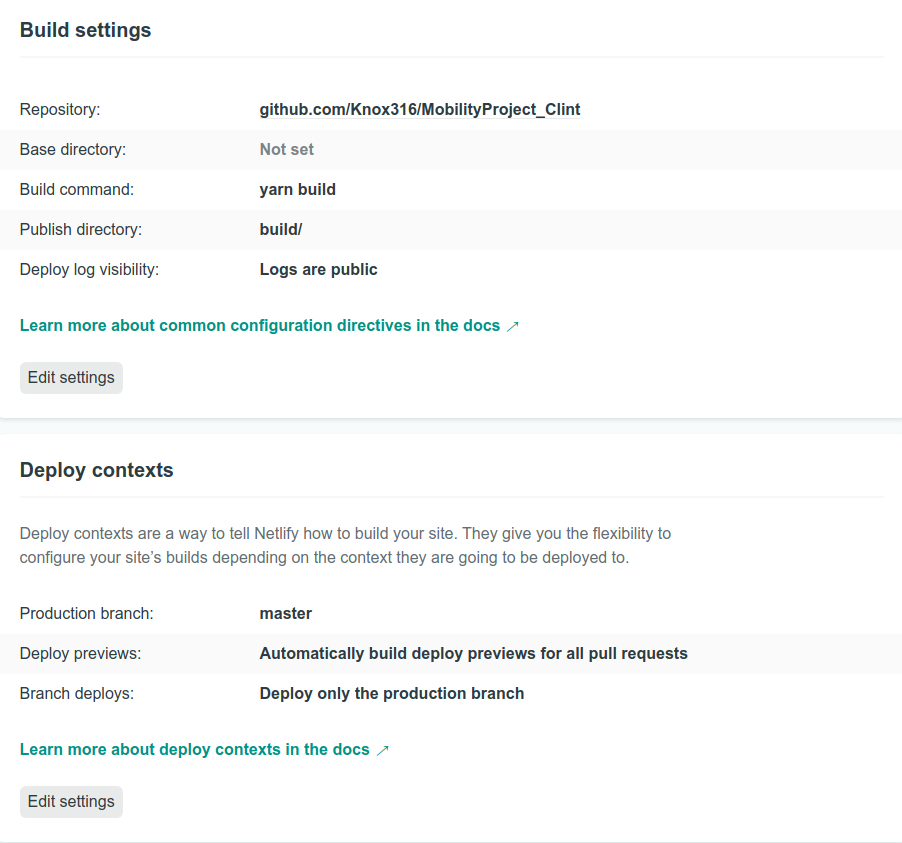 Build settings
Repository: github.com/Knox316/MobilityProject_Clint
Base directory: Not set
Build command: yarn build
Publish directory: build/
Deploy log visibility: Logs are public
Learn more about common configuration directives in the docs ↗
Edit settings
Deploy contexts
Deploy contexts are a way to tell Netlify how to build your site. They give you the flexibility to
configure your site’s builds depending on the context they are going to be deployed to.
Production branch: master
Deploy previews: Automatically build deploy previews for all pull requests
Branch deploys: Deploy only the production branch
Learn more about deploy contexts in the docs ↗
Edit settings